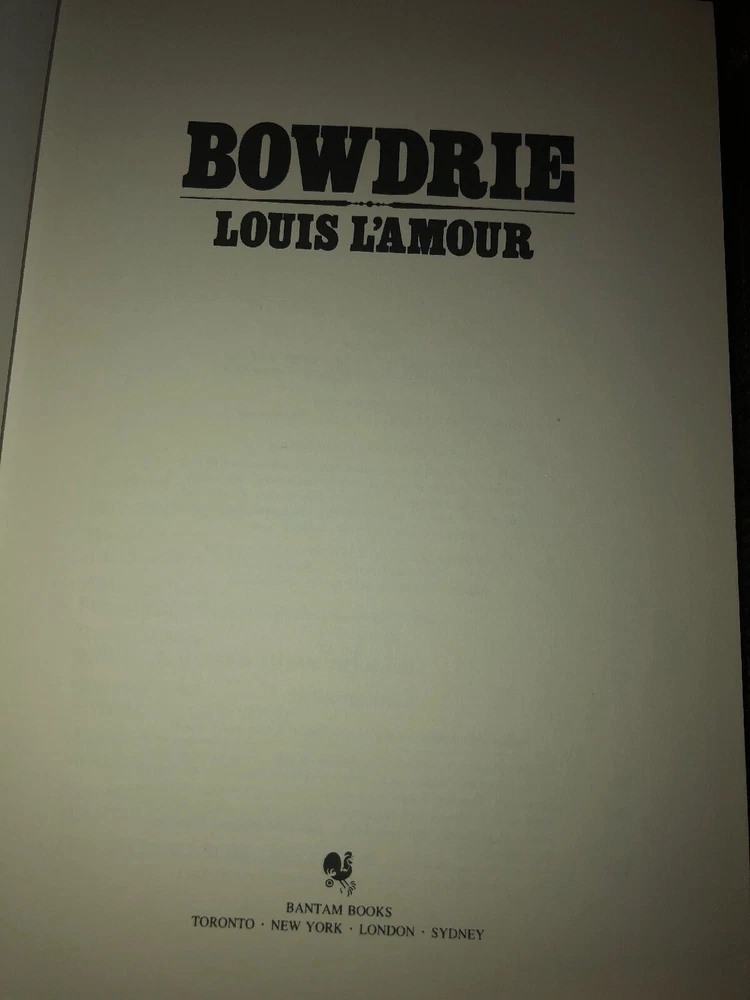 BOWDRIE
LOUIS L'AMOUR
BANTAM BOOKS
TORONTO · NEW YORK · LONDON · SYDNEY